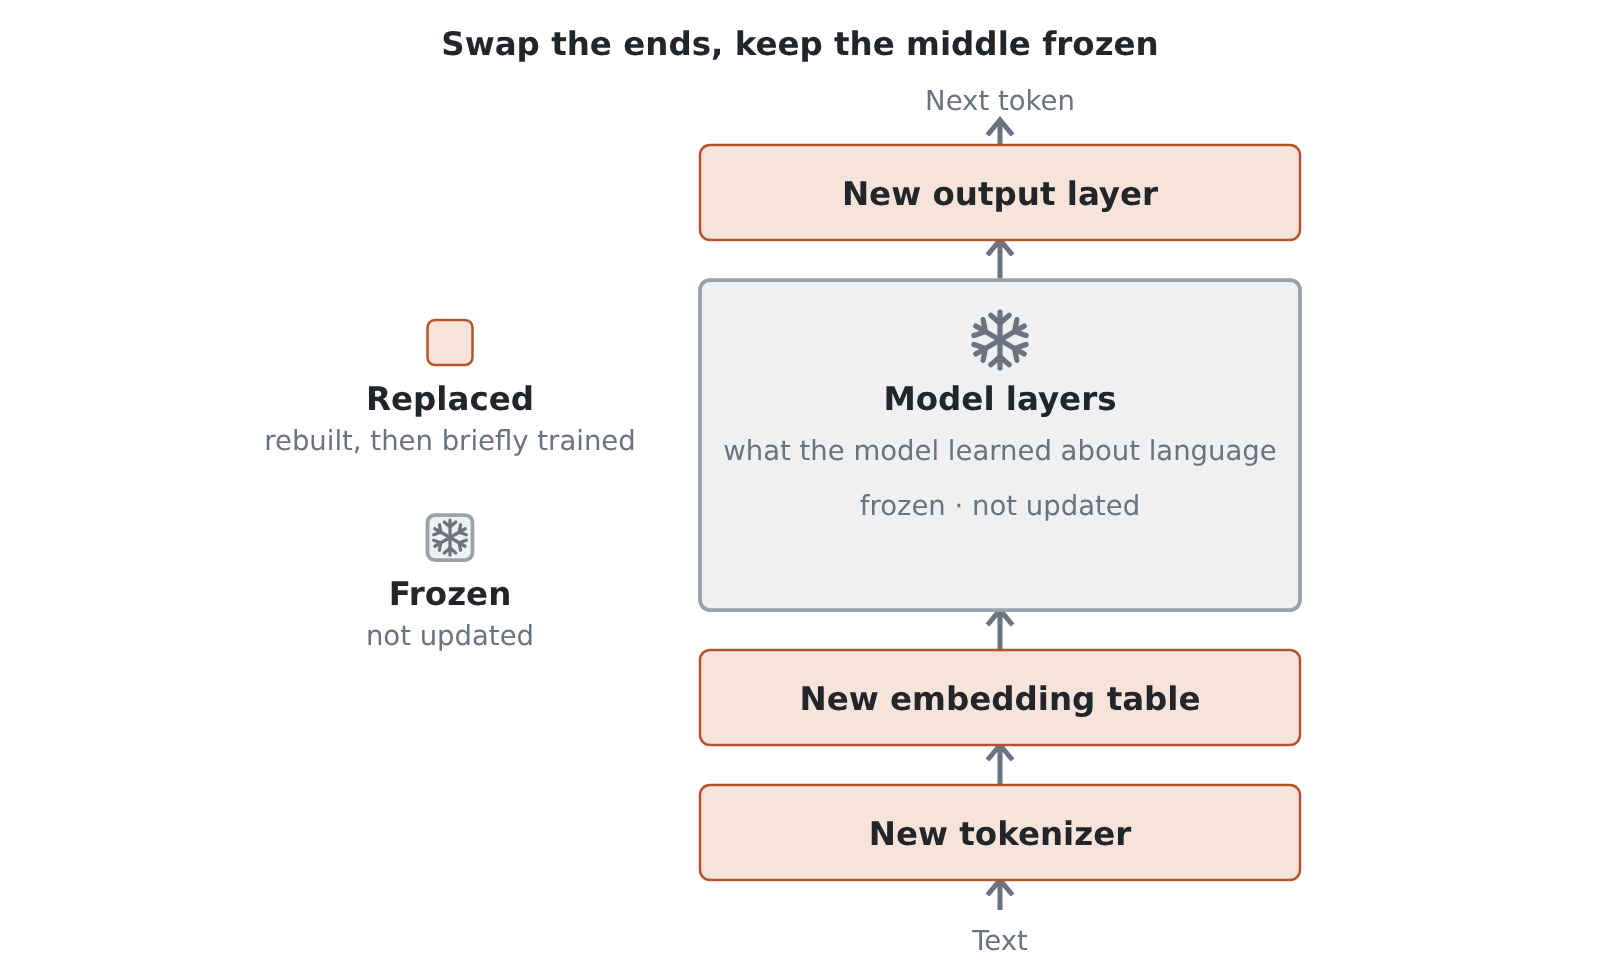 Swap the ends, keep the middle frozen
Next token
New output layer
Replaced
rebuilt, then briefly trained
Frozen
not updated
Model layers
what the model learned about language
frozen · not updated
New embedding table
New tokenizer
Text